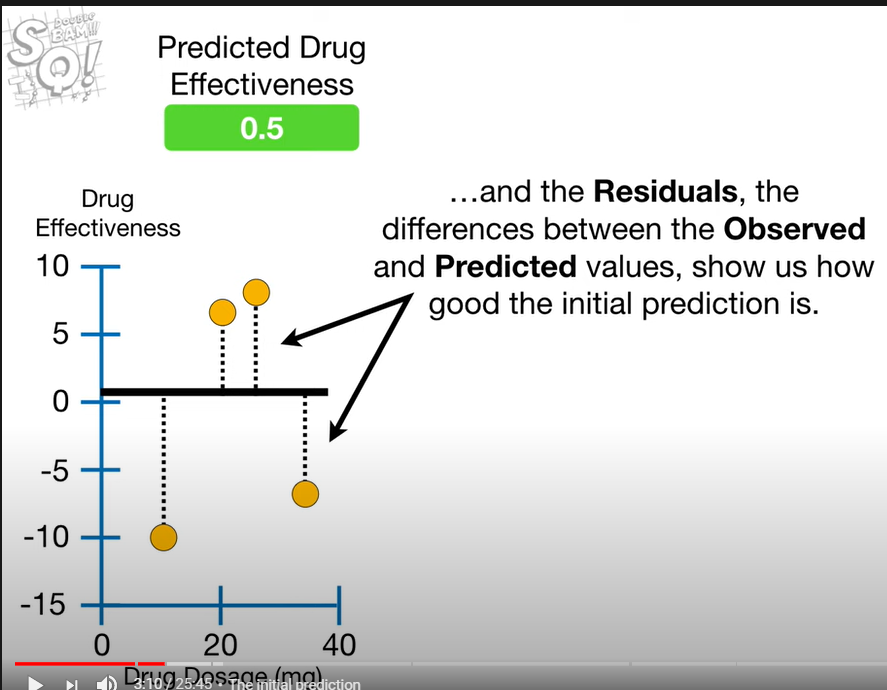 DOUBLE
BAM!!!
SQ!
Predicted Drug
Effectiveness
0.5
…and the Residuals, the
differences between the Observed
and Predicted values, show us how
good the initial prediction is.
Drug
Effectiveness
10
5
0
-5
-10
-15
0 20 40
Drug Dosage (mg)
3:10 / 25:45 • The initial prediction